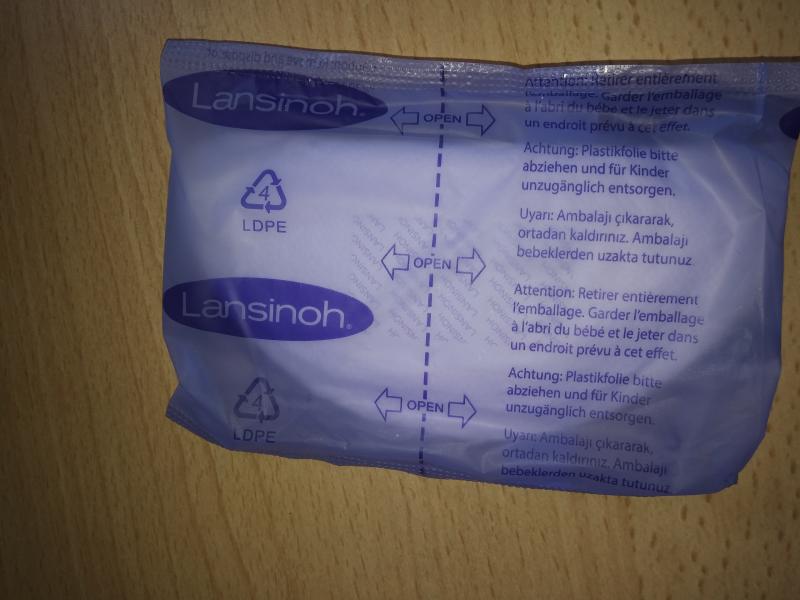 Lansinoh®
OPEN
Attention: Retirer entièrement
l'emballage. Garder l'emballage
à l'abri du bébé et le jeter dans
un endroit prévu à cet effet.
4
LDPE
Achtung: Plastikfolie bitte
abziehen und für Kinder
unzugänglich entsorgen.
Uyarı: Ambalajı çıkararak,
ortadan kaldırınız. Ambalajı
bebeklerden uzakta tutunuz
OPEN
Lansinoh®
Attention: Retirer entièrement
l'emballage. Garder l'emballage
à l'abri du bébé et le jeter dans
un endroit prévu à cet effet.
4
LDPE
OPEN
Achtung: Plastikfolie bitte
abziehen und für Kinder
unzugänglich entsorgen.
Uyarı: Ambalajı çıkararak,
ortadan kaldırınız. Ambalajı
bebeklerden uzakta tutunuz